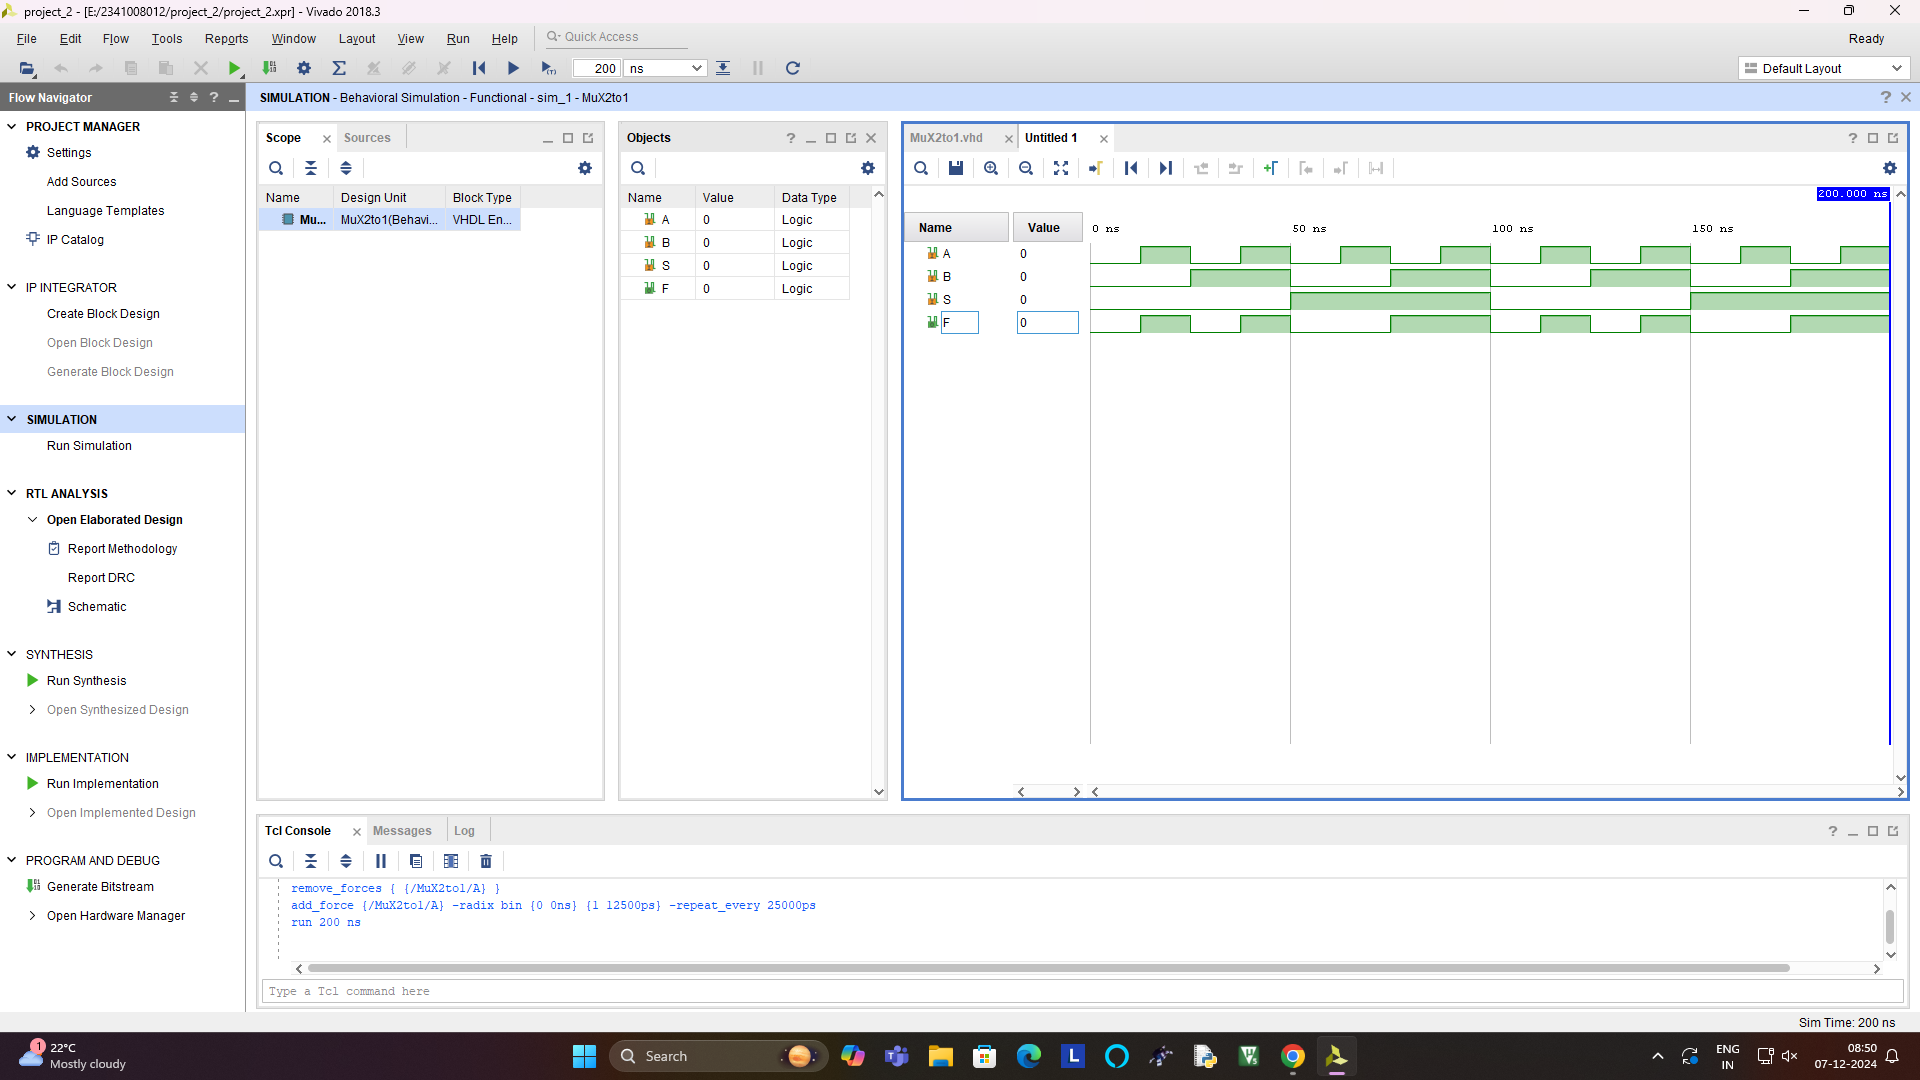 project_2 - [E:/2341008012/project_2/project_2.xpr] - Vivado 2018.3
File Edit Flow Tools Reports Window Layout View Run Help
Quick Access
Ready
200 ns
Default Layout
Flow Navigator
PROJECT MANAGER
Settings
Add Sources
Language Templates
IP Catalog
IP INTEGRATOR
Create Block Design
Open Block Design
Generate Block Design
SIMULATION
Run Simulation
RTL ANALYSIS
Open Elaborated Design
Report Methodology
Report DRC
Schematic
SYNTHESIS
Run Synthesis
Open Synthesized Design
IMPLEMENTATION
Run Implementation
Open Implemented Design
PROGRAM AND DEBUG
Generate Bitstream
Open Hardware Manager
SIMULATION - Behavioral Simulation - Functional - sim_1 - MuX2to1
Scope Sources
Name Design Unit Block Type
Mu... MuX2to1(Behavi... VHDL En...
Objects
Name Value Data Type
A 0 Logic
B 0 Logic
S 0 Logic
F 0 Logic
MuX2to1.vhd Untitled 1
200.000 ns
Name Value 0 ns 50 ns 100 ns 150 ns
A 0
B 0
S 0
F 0
Tcl Console Messages Log
remove_forces { {/MuX2to1/A} }
add_force {/MuX2to1/A} -radix bin {0 0ns} {1 12500ps} -repeat_every 25000ps
run 200 ns
Type a Tcl command here
Sim Time: 200 ns
1
22°C
Mostly cloudy
Search
ENG
IN
08:50
07-12-2024